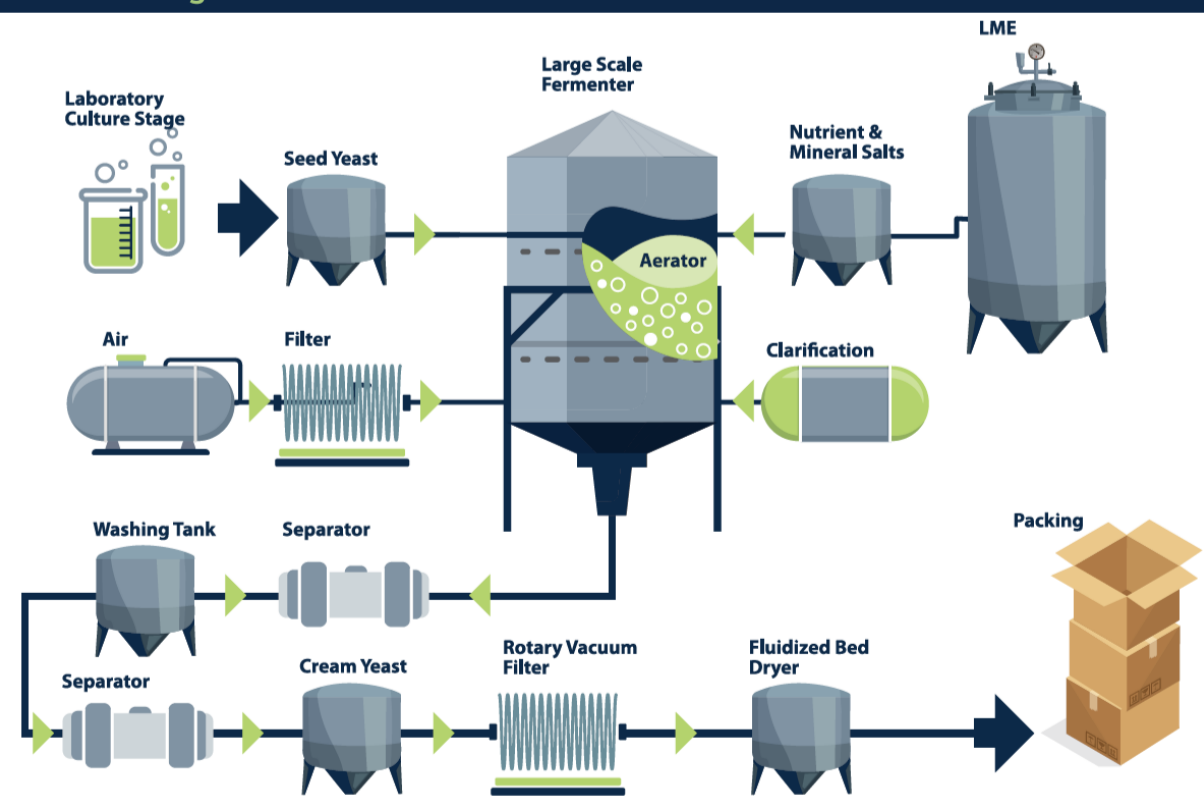 LME
Large Scale
Fermenter
Laboratory
Culture Stage
Nutrient &
Mineral Salts
Seed Yeast
Aerator
Air
Filter
Clarification
Washing Tank
Separator
Packing
Rotary Vacuum
Filter
Fluidized Bed
Dryer
Cream Yeast
Separator